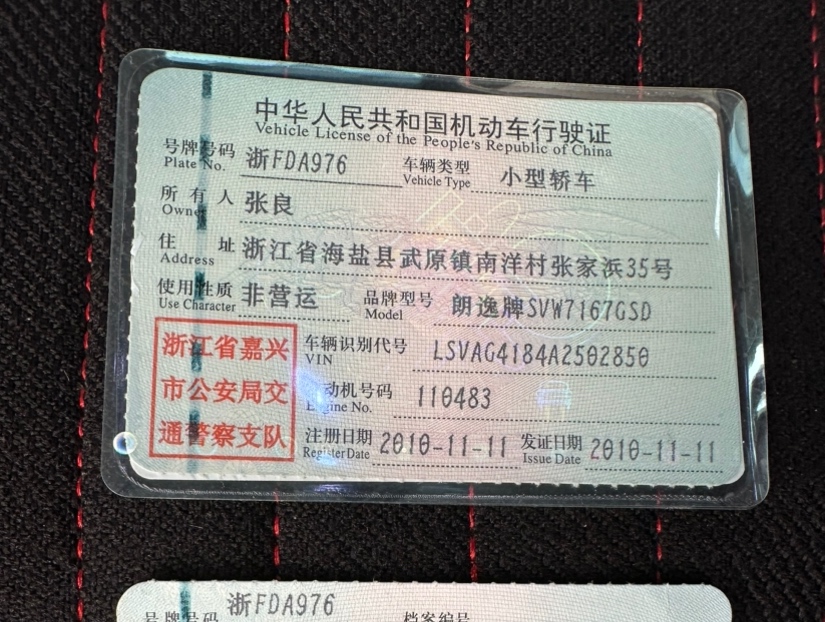 中华人民共和国机动车行驶证
Vehicle License of the People's Republic of China
号牌号码 浙FDA976 车辆类型 小型轿车
Plate No. Vehicle Type
所有人 张良
Owner
住址 浙江省海盐县武原镇南洋村张家浜35号
Address
使用性质 非营运 品牌型号 朗逸牌SVW7167GSD
Use Character Model
浙江省嘉兴
市公安局交
通警察支队
车辆识别代号 LSVAG4184A2502850
VIN
动机号码 110483
Engine No.
注册日期 2010-11-11 发证日期 2010-11-11
Register Date Issue Date
号牌号码 浙FDA976 档案编号